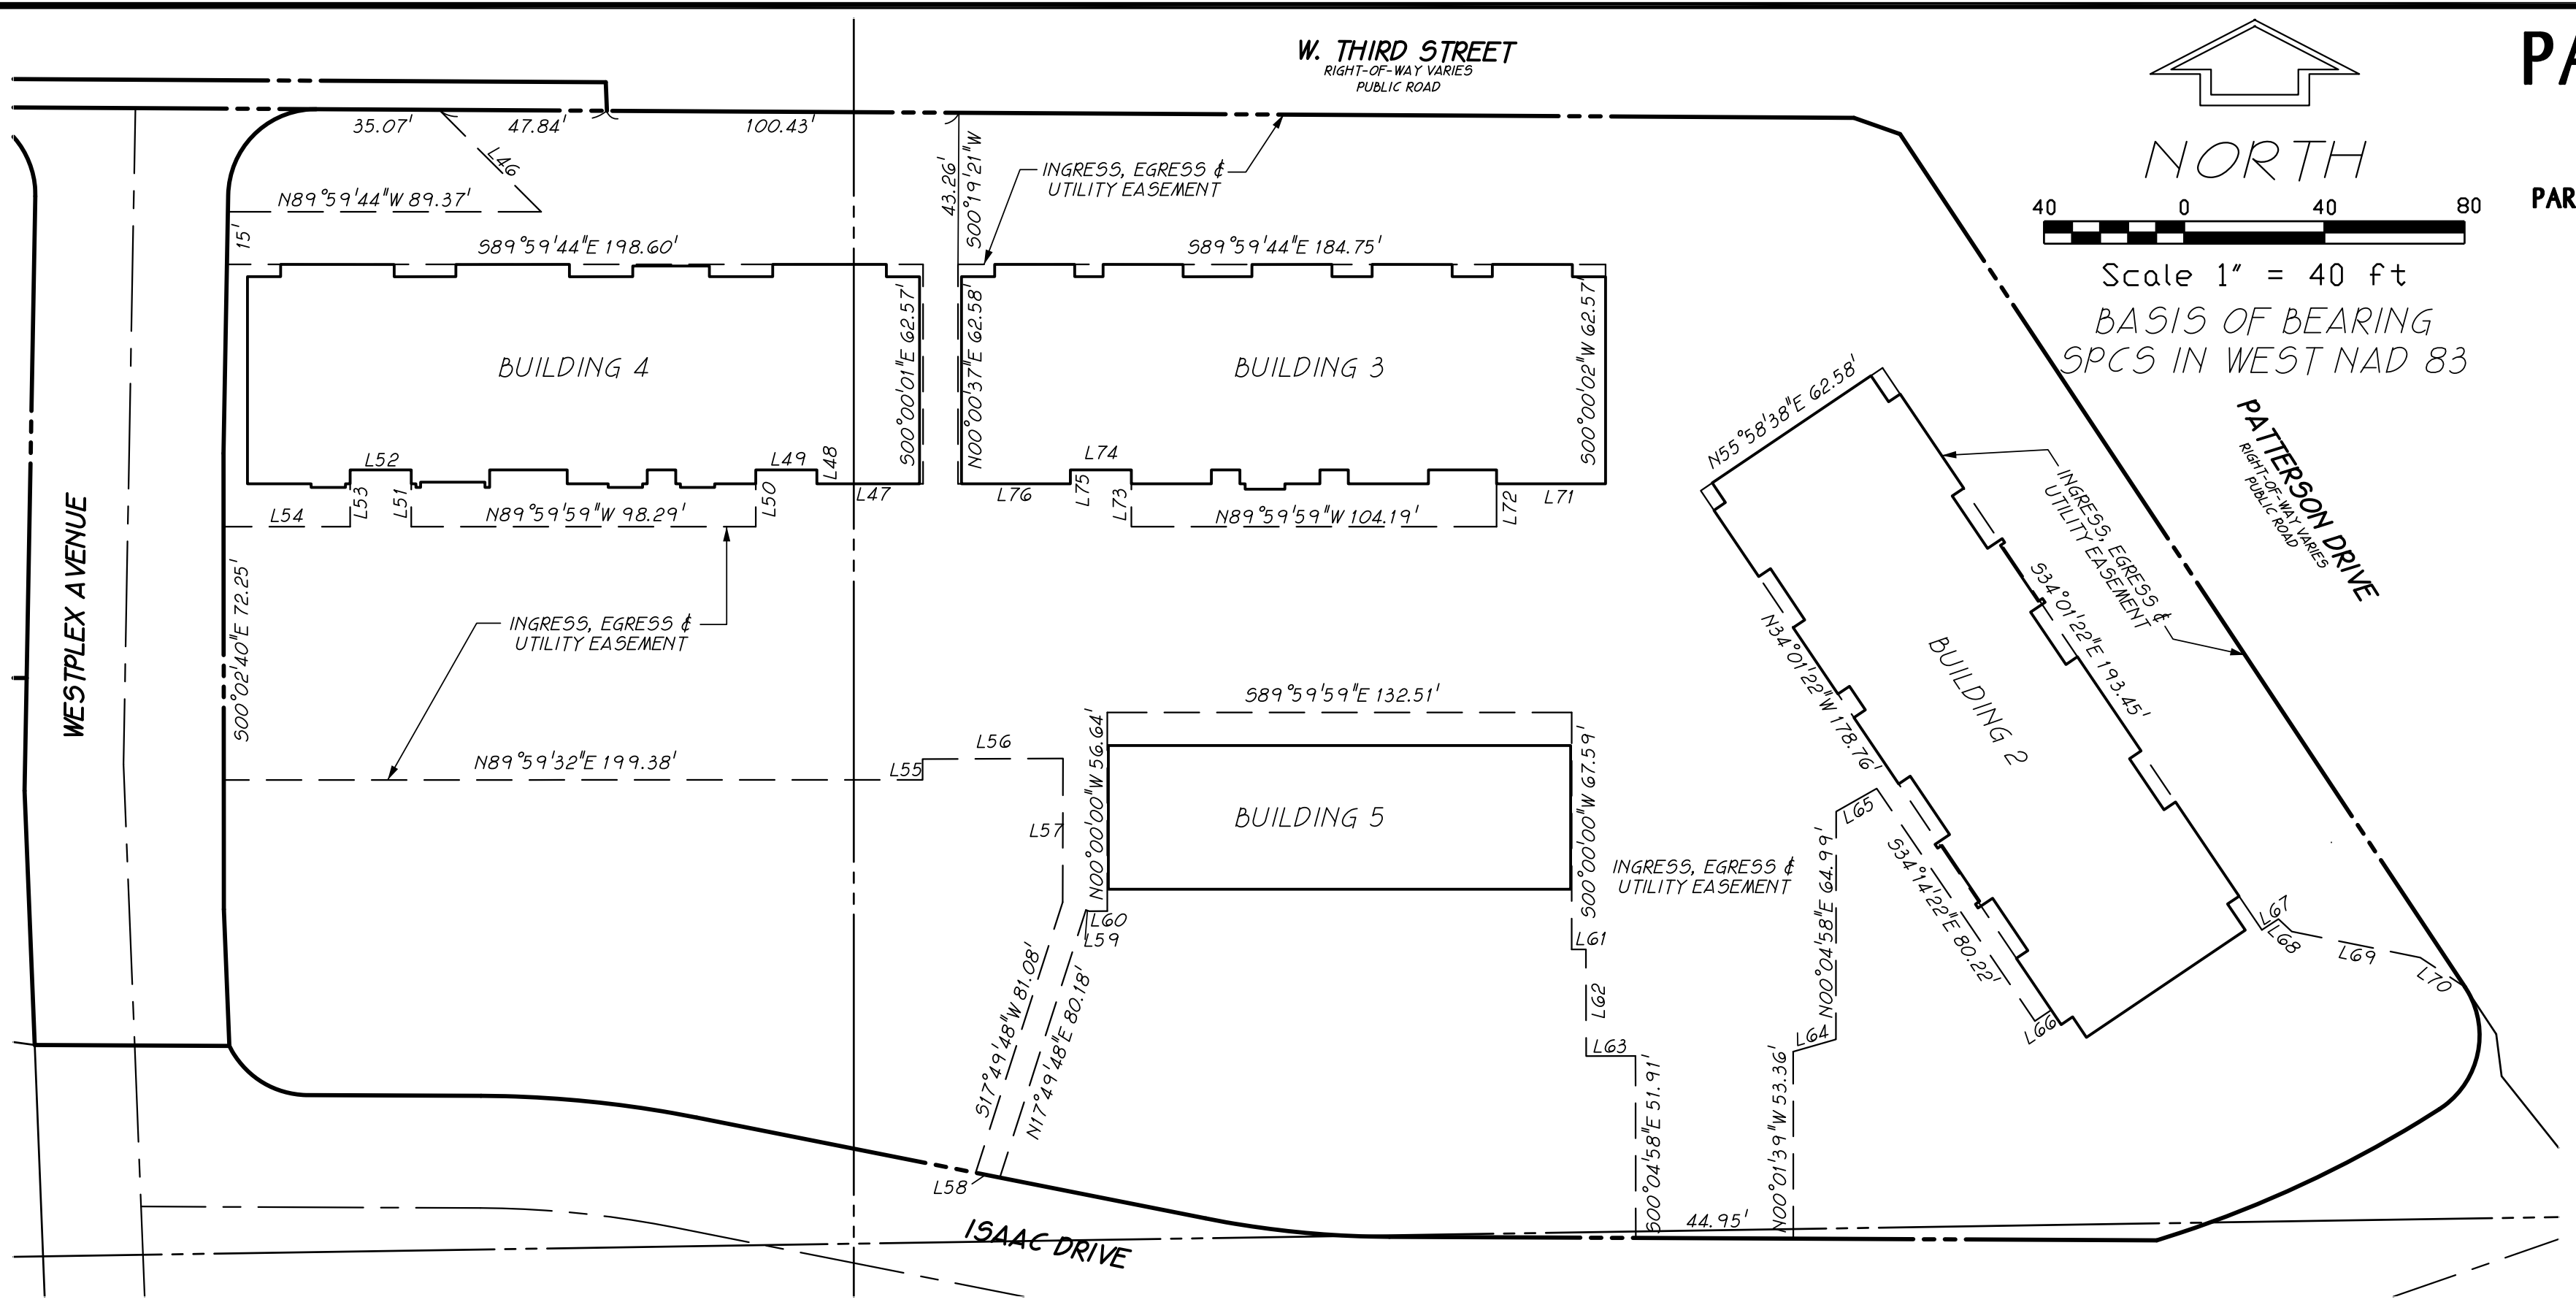 W. THIRD STREET
RIGHT-OF-WAY VARIES
PUBLIC ROAD
PA
PAR
NORTH
40 0 40 80
Scale 1" = 40 ft
BASIS OF BEARING
SPCS IN WEST NAD 83
35.07'
47.84'
100.43'
L46
N89°59'44"W 89.37'
15'
43.26'
S00°19'21"W
INGRESS, EGRESS &
UTILITY EASEMENT
S89°59'44"E 198.60'
S89°59'44"E 184.75'
BUILDING 4
S00°00'01"E 62.57'
N00°00'37"E 62.58'
BUILDING 3
S00°00'02"W 62.57'
L52
L49
L48
L47
L53
L51
L50
L54
N89°59'59"W 98.29'
L74
L76
L75
L73
L72
L71
N89°59'59"W 104.19'
N55°58'38"E 62.58'
INGRESS, EGRESS &
UTILITY EASEMENT
PATTERSON DRIVE
RIGHT-OF-WAY VARIES
PUBLIC ROAD
S34°01'22"E 193.45'
BUILDING 2
N34°01'22"W 178.76'
WESTPLEX AVENUE
S00°02'40"E 72.25'
INGRESS, EGRESS &
UTILITY EASEMENT
N89°59'32"E 199.38'
L55
L56
L57
S89°59'59"E 132.51'
N00°00'00"W 56.64'
BUILDING 5
S00°00'00"W 67.59'
INGRESS, EGRESS &
UTILITY EASEMENT
L60
L59
L61
L62
L63
L64
L65
N00°04'58"E 64.99'
S34°14'22"E 80.22'
L66
L67
L68
L69
L70
S17°49'48"W 81.08'
N17°49'48"E 80.18'
L58
S00°04'58"E 51.91'
44.95'
N00°01'39"W 53.36'
ISAAC DRIVE